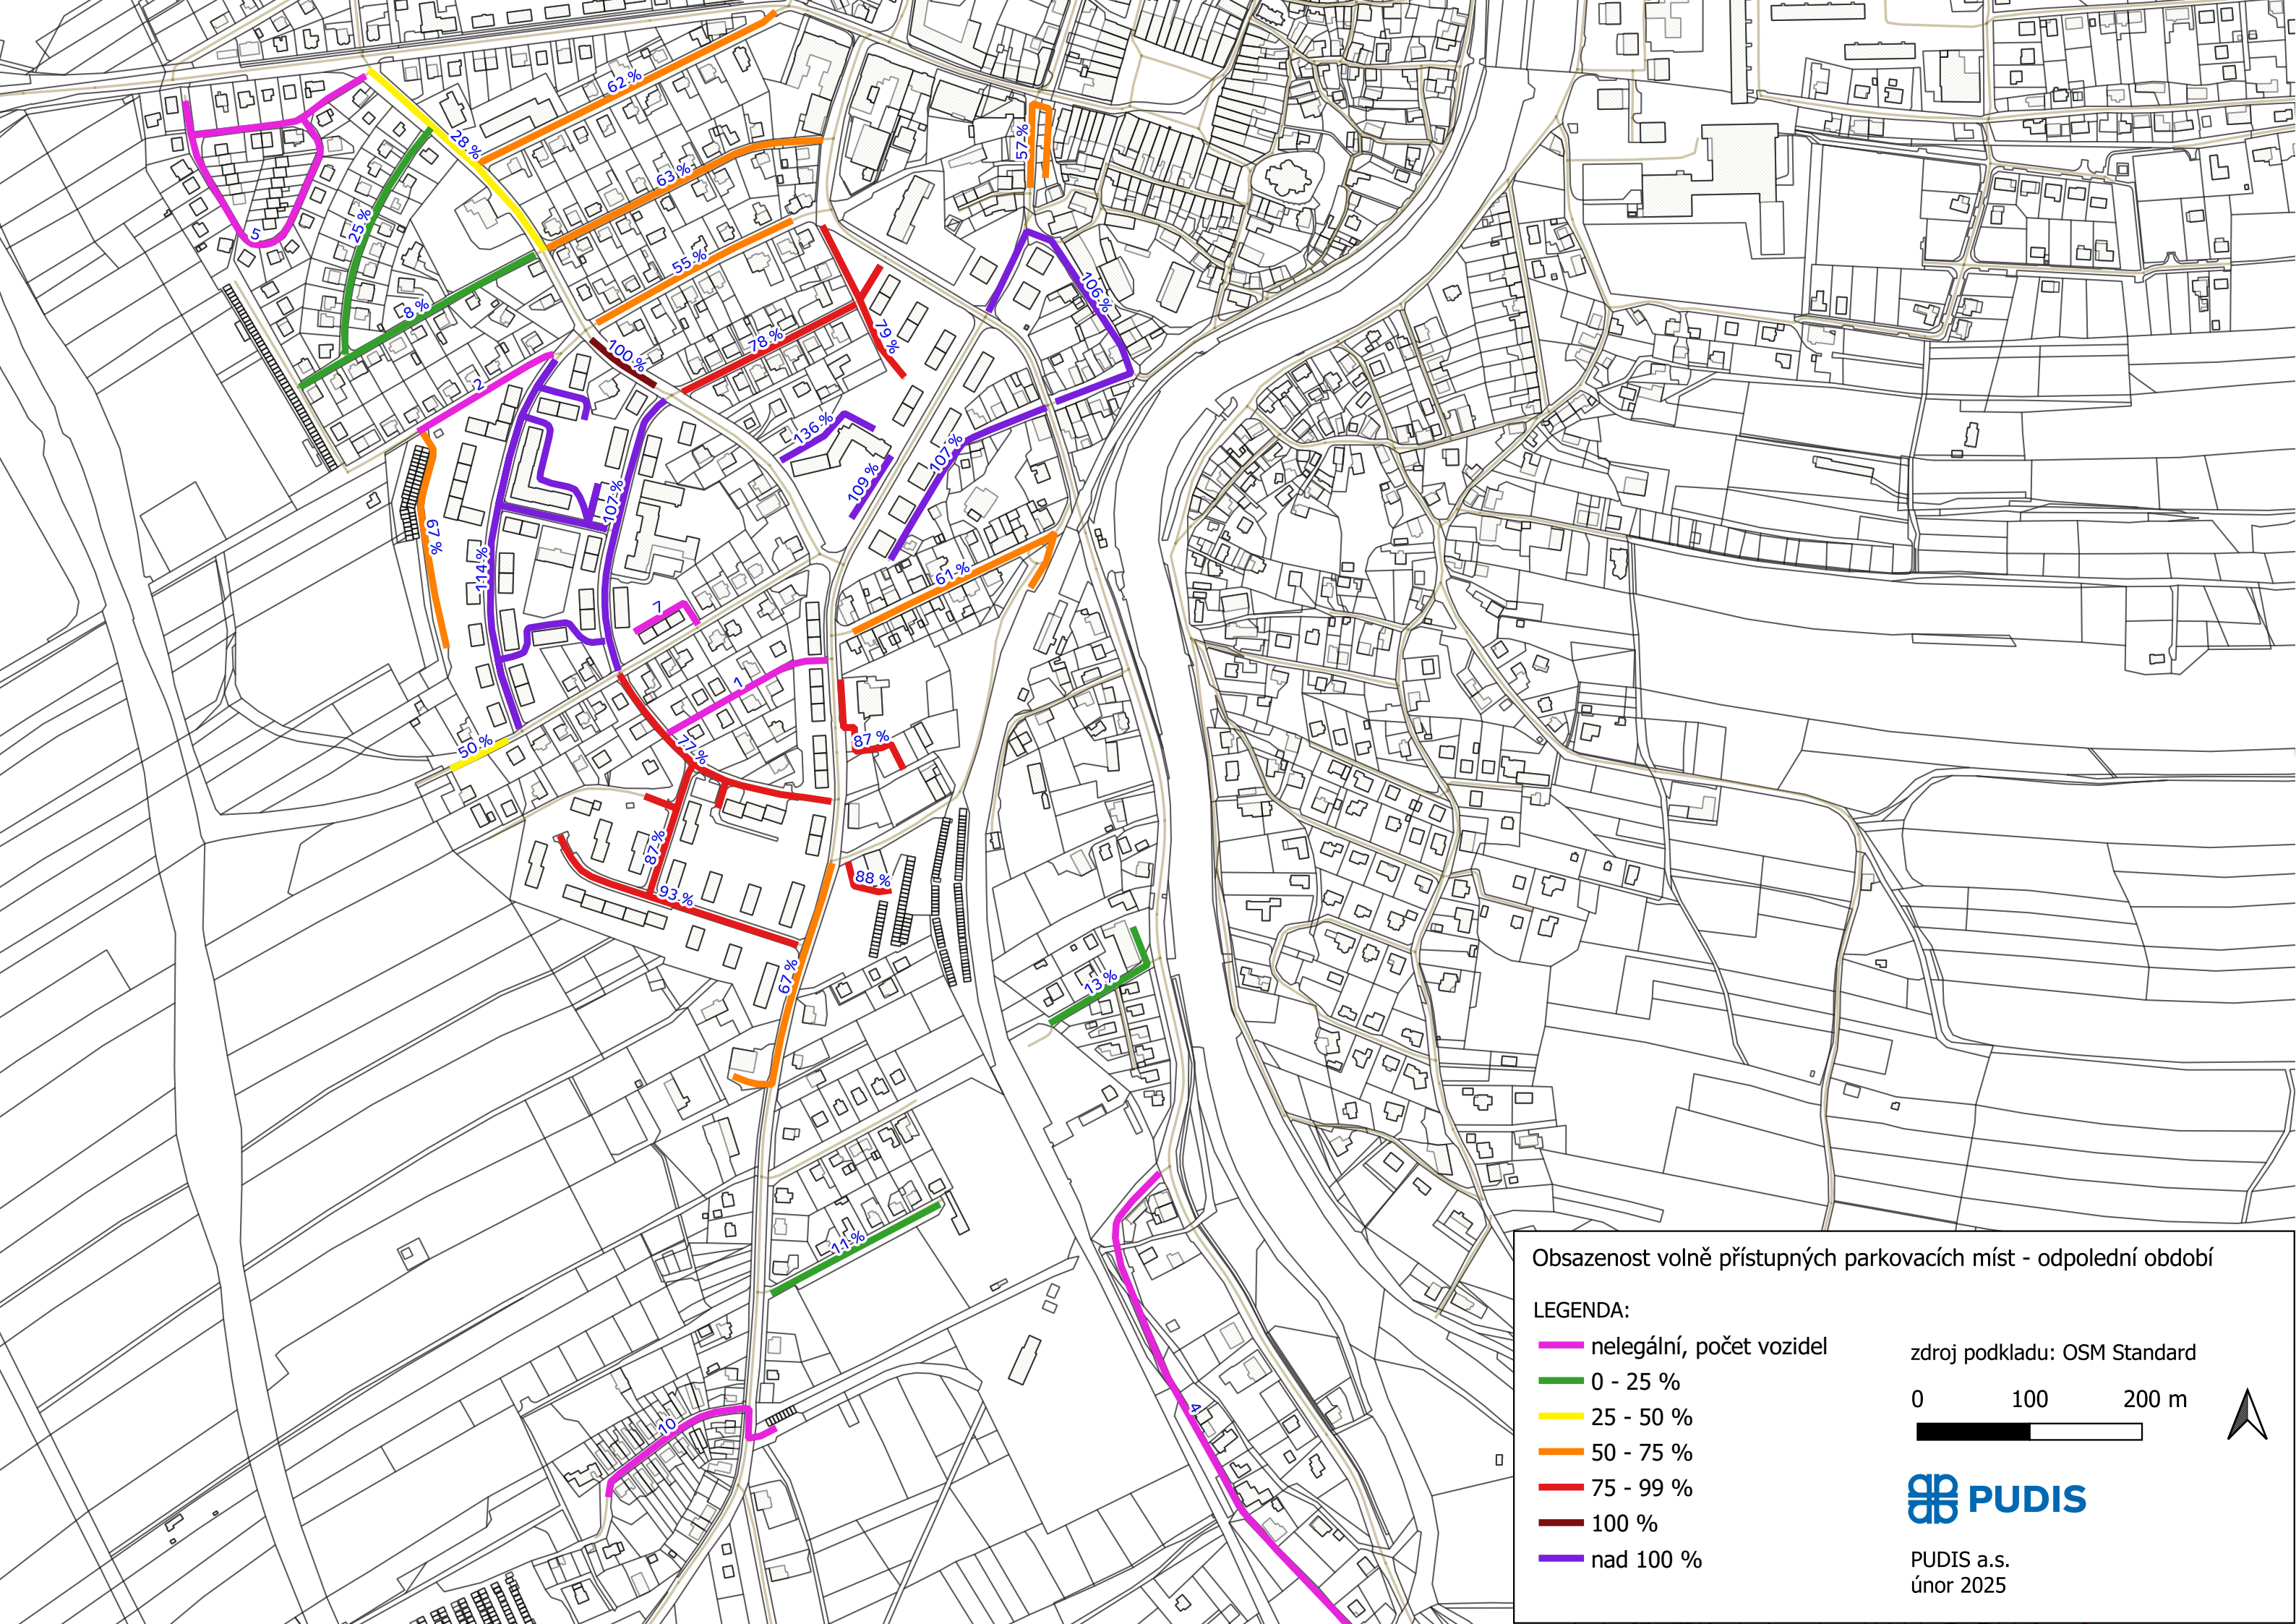 62 %
28 %
57 %
63 %
25 %
5
55 %
106 %
8 %
100 %
78 %
79 %
2
136 %
107 %
109 %
107 %
67 %
114 %
61 %
7
1
77 %
50 %
87 %
87 %
88 %
93 %
67 %
13 %
11 %
4
10
Obsazenost volně přístupných parkovacích míst - odpolední období
LEGENDA:
nelegální, počet vozidel
0 - 25 %
25 - 50 %
50 - 75 %
75 - 99 %
100 %
nad 100 %
zdroj podkladu: OSM Standard
0 100 200 m
PUDIS
PUDIS a.s.
únor 2025